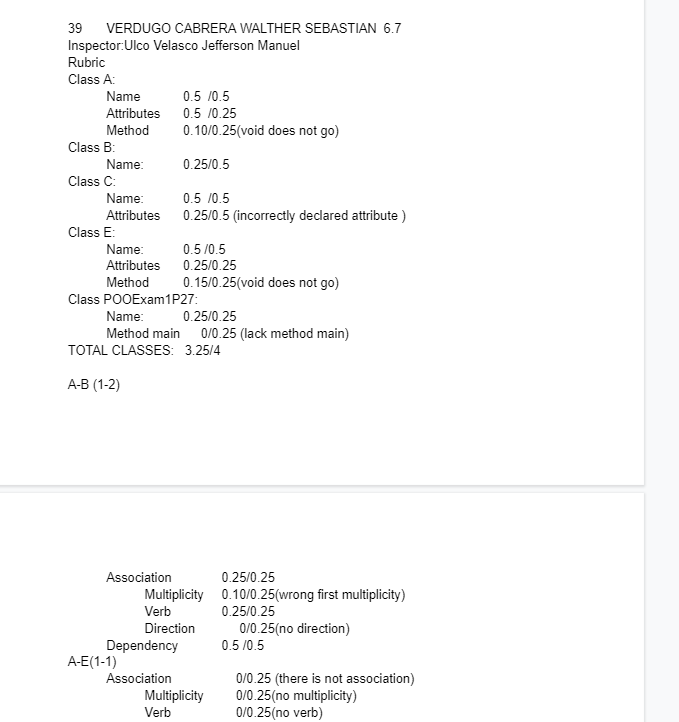 39 VERDUGO CABRERA WALTHER SEBASTIAN 6.7
Inspector:Ulco Velasco Jefferson Manuel
Rubric
Class A:
Name 0.5 /0.5
Attributes 0.5 /0.25
Method 0.10/0.25(void does not go)
Class B:
Name: 0.25/0.5
Class C:
Name: 0.5 /0.5
Attributes 0.25/0.5 (incorrectly declared attribute )
Class E:
Name: 0.5 /0.5
Attributes 0.25/0.25
Method 0.15/0.25(void does not go)
Class POOExam1P27:
Name: 0.25/0.25
Method main 0/0.25 (lack method main)
TOTAL CLASSES: 3.25/4
A-B (1-2)
Association 0.25/0.25
Multiplicity 0.10/0.25(wrong first multiplicity)
Verb 0.25/0.25
Direction 0/0.25(no direction)
Dependency 0.5 /0.5
A-E(1-1)
Association 0/0.25 (there is not association)
Multiplicity 0/0.25(no multiplicity)
Verb 0/0.25(no verb)